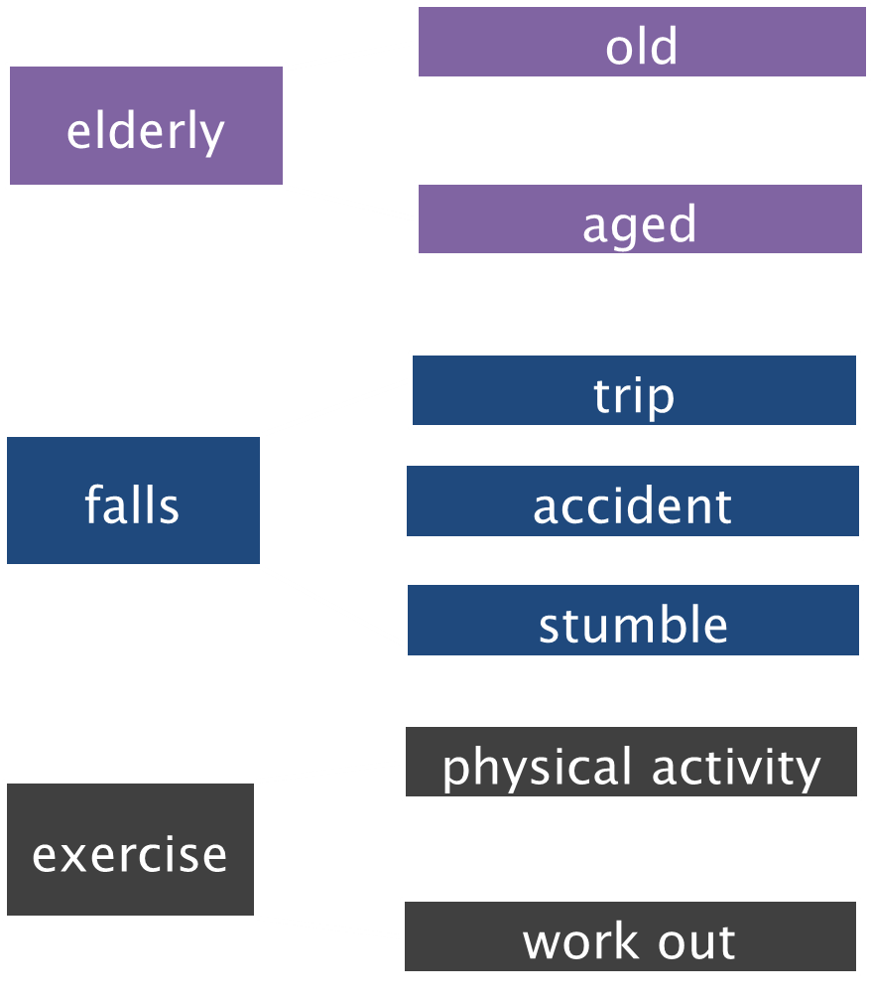 elderly
old
aged
falls
trip
accident
stumble
exercise
physical activity
work out